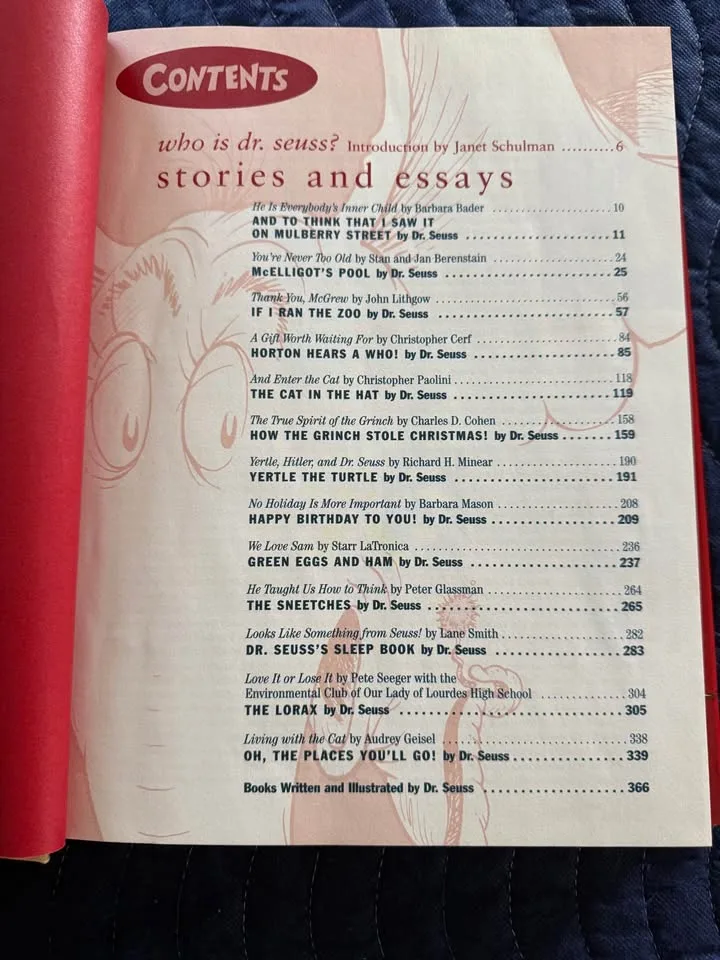 CONTENTS
who is dr. seuss? Introduction by Janet Schulman ..........6
stories and essays
He Is Everybody's Inner Child by Barbara Bader ......................10
AND TO THINK THAT I SAW IT
ON MULBERRY STREET by Dr. Seuss ........................11
You're Never Too Old by Stan and Jan Berenstain ......................24
McELLIGOT'S POOL by Dr. Seuss ...........................25
Thank You, McGrew by John Lithgow ...............................56
IF I RAN THE ZOO by Dr. Seuss ............................57
A Gift Worth Waiting For by Christopher Cerf .........................84
HORTON HEARS A WHO! by Dr. Seuss ......................85
And Enter the Cat by Christopher Paolini ............................118
THE CAT IN THE HAT by Dr. Seuss .........................119
The True Spirit of the Grinch by Charles D. Cohen ....................158
HOW THE GRINCH STOLE CHRISTMAS! by Dr. Seuss .......159
Yertle, Hitler, and Dr. Seuss by Richard H. Minear ....................190
YERTLE THE TURTLE by Dr. Seuss ........................191
No Holiday Is More Important by Barbara Mason ....................208
HAPPY BIRTHDAY TO YOU! by Dr. Seuss ...................209
We Love Sam by Starr LaTronica ..................................236
GREEN EGGS AND HAM by Dr. Seuss ......................237
He Taught Us How to Think by Peter Glassman ......................264
THE SNEETCHES by Dr. Seuss ............................265
Looks Like Something from Seuss! by Lane Smith ....................282
DR. SEUSS'S SLEEP BOOK by Dr. Seuss ...................283
Love It or Lose It by Pete Seeger with the
Environmental Club of Our Lady of Lourdes High School ................304
THE LORAX by Dr. Seuss ................................305
Living with the Cat by Audrey Geisel ..............................338
OH, THE PLACES YOU'LL GO! by Dr. Seuss ................339
Books Written and Illustrated by Dr. Seuss .....................366